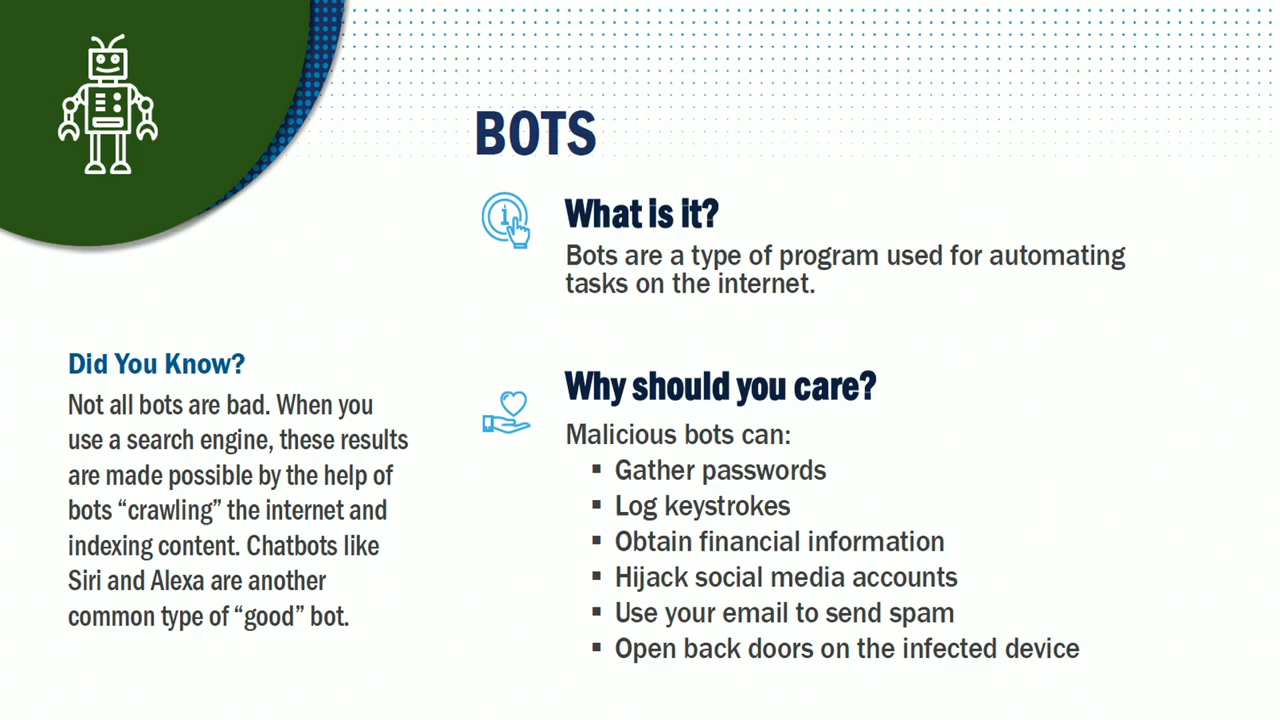 BOTS
What is it?
Bots are a type of program used for automating
tasks on the internet.
Did You Know?
Not all bots are bad. When you
use a search engine, these results
are made possible by the help of
bots “crawling” the internet and
indexing content. Chatbots like
Siri and Alexa are another
common type of “good” bot.
Why should you care?
Malicious bots can:
▪ Gather passwords
▪ Log keystrokes
▪ Obtain financial information
▪ Hijack social media accounts
▪ Use your email to send spam
▪ Open back doors on the infected device